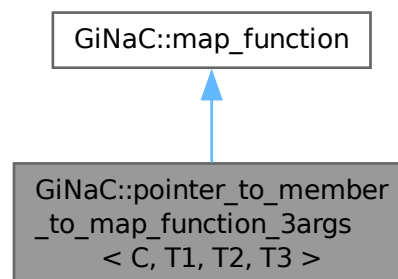 GiNaC::map_function
GiNaC::pointer_to_member
_to_map_function_3args
< C, T1, T2, T3 >